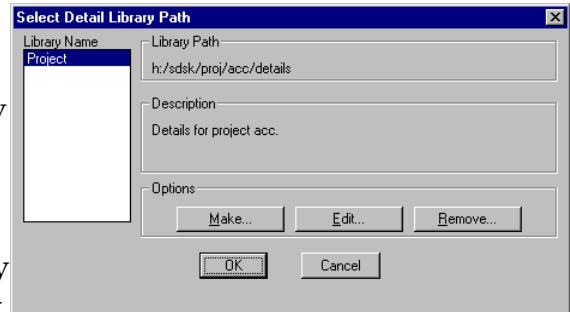 Select Detail Library Path
Library Name
Project
Library Path
h:/sdsk/proj/acc/details
Description
Details for project acc.
Options
Make...
Edit...
Remove...
OK
Cancel
y
y